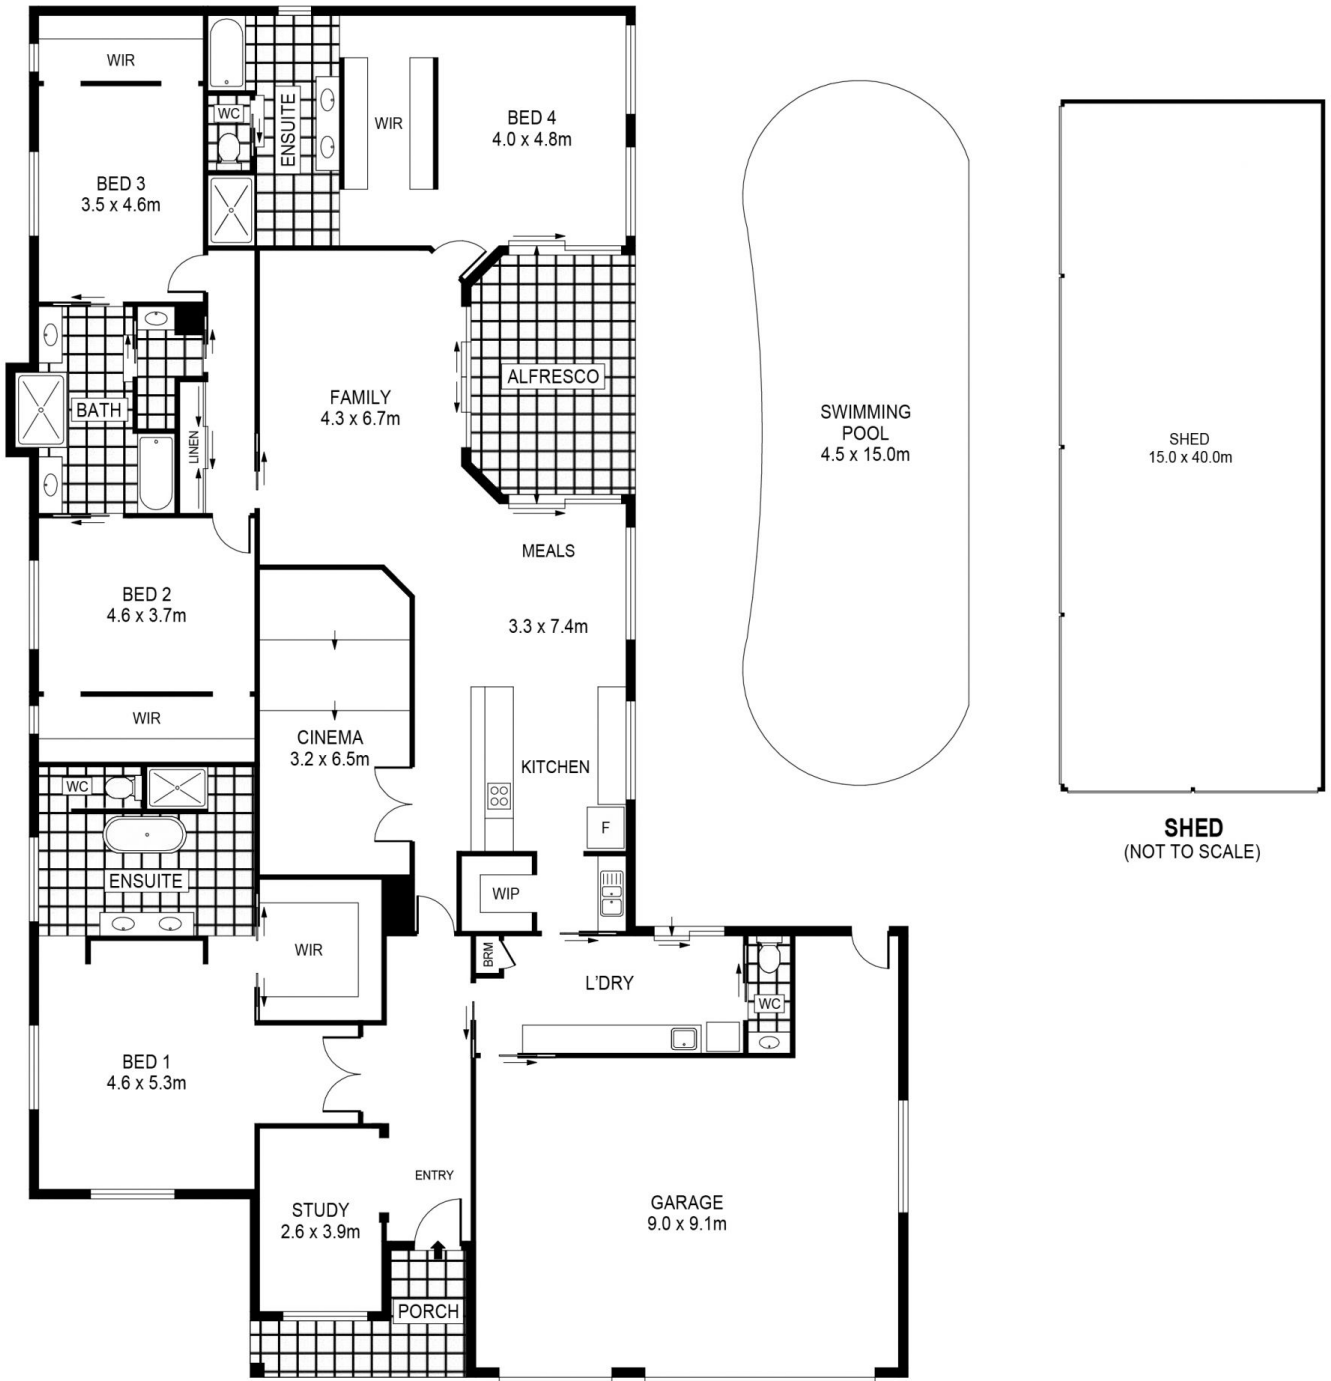 WIR
WC
ENSUITE
WIR
BED 4
4.0 x 4.8m
BED 3
3.5 x 4.6m
ALFRESCO
FAMILY
4.3 x 6.7m
BATH
LINEN
SWIMMING
POOL
4.5 x 15.0m
SHED
15.0 x 40.0m
MEALS
3.3 x 7.4m
BED 2
4.6 x 3.7m
WIR
CINEMA
3.2 x 6.5m
KITCHEN
WC
F
SHED
(NOT TO SCALE)
ENSUITE
WIP
WIR
BRM
L'DRY
WC
BED 1
4.6 x 5.3m
ENTRY
STUDY
2.6 x 3.9m
GARAGE
9.0 x 9.1m
PORCH